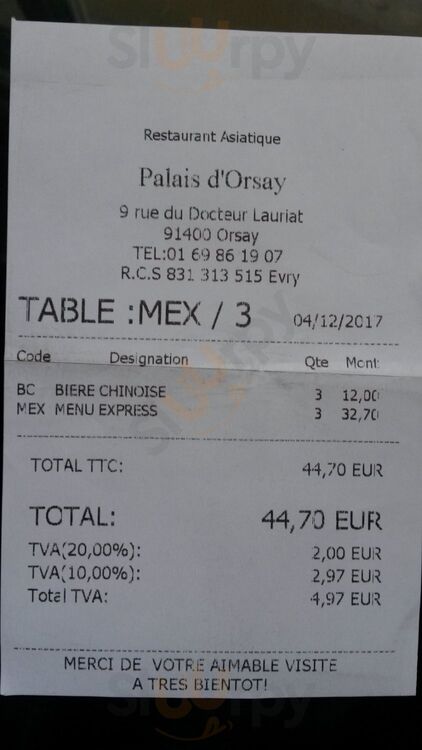 Slurpy
Restaurant Asiatique
Palais d'Orsay
9 rue du Docteur Lauriat
91400 Orsay
TEL:01 69 86 19 07
R.C.S 831 313 515 Evry
TABLE :MEX / 3 04/12/2017
Code Designation Qte Mont
BC BIERE CHINOISE 3 12,00
MEX MENU EXPRESS 3 32,70
TOTAL TTC: 44,70 EUR
TOTAL: 44,70 EUR
TVA(20,00%): 2,00 EUR
TVA(10,00%): 2,97 EUR
Total TVA: 4,97 EUR
MERCI DE VOTRE AIMABLE VISITE
A TRES BIENTOT!